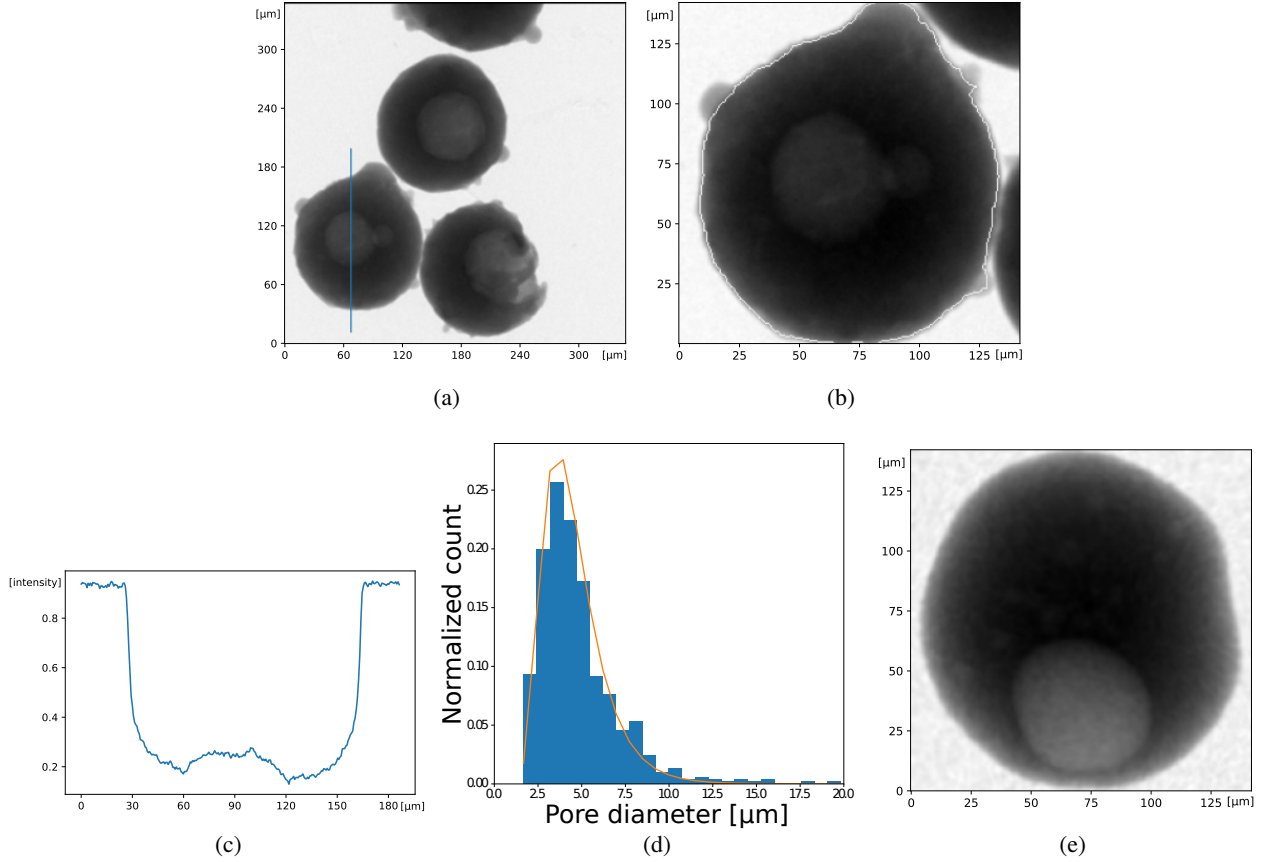 [μm]
300
240
180
120
60
0
0 60 120 180 240 300 [μm]
(a)
[μm]
125
100
75
50
25
0 25 50 75 100 125 [μm]
(b)
[intensity]
0.8
0.6
0.4
0.2
0 30 60 90 120 150 180 [μm]
(c)
Normalized count
0.25
0.20
0.15
0.10
0.05
0.00
0.0 2.5 5.0 7.5 10.0 12.5 15.0 17.5 20.0
Pore diameter [μm]
(d)
[μm]
125
100
75
50
25
0
0 25 50 75 100 125 [μm]
(e)